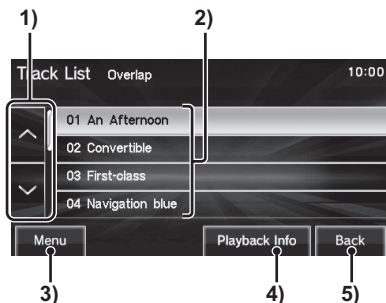 1) 2)
Track List Overlap 10:00
01 An Afternoon
02 Convertible
03 First-class
04 Navigation blue
Menu Playback Info Back
3) 4) 5)